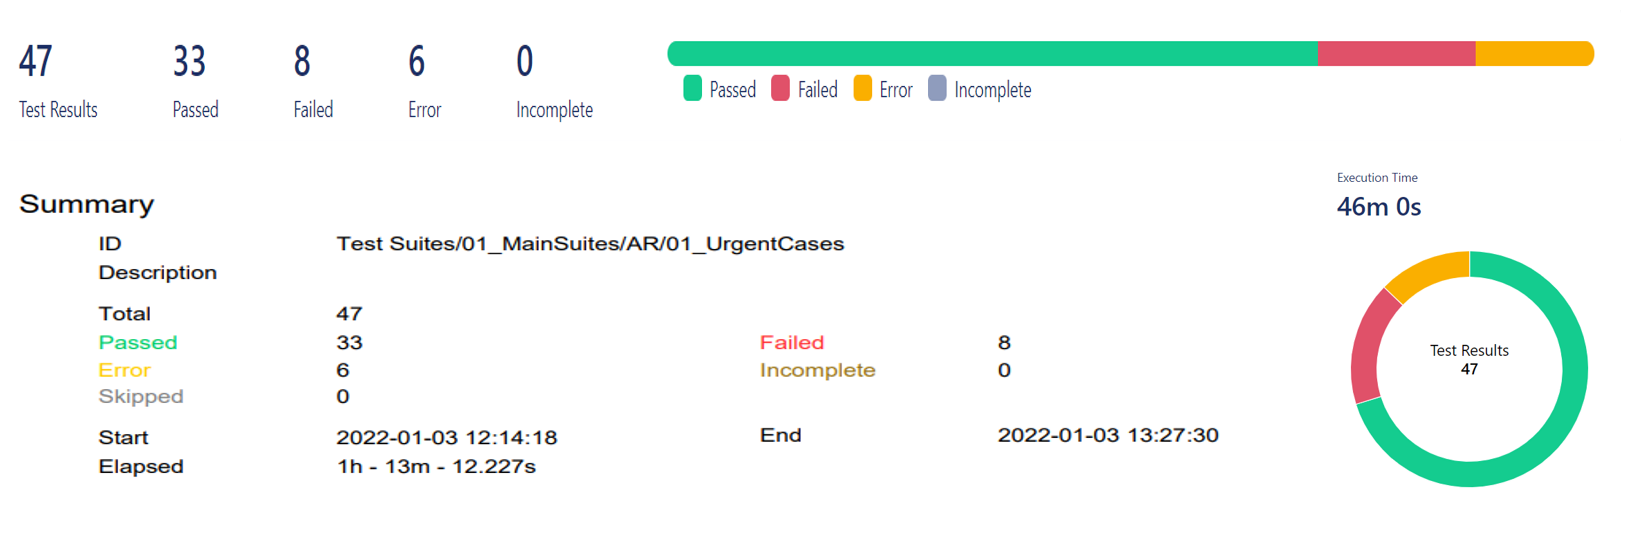 47 33 8 6 0
Test Results Passed Failed Error Incomplete
Passed Failed Error Incomplete
Execution Time
46m 0s
Summary
ID Test Suites/01_MainSuites/AR/01_UrgentCases
Description
Total 47
Passed 33 Failed 8
Error 6 Incomplete 0
Skipped 0
Start 2022-01-03 12:14:18 End 2022-01-03 13:27:30
Elapsed 1h - 13m - 12.227s
Test Results
47